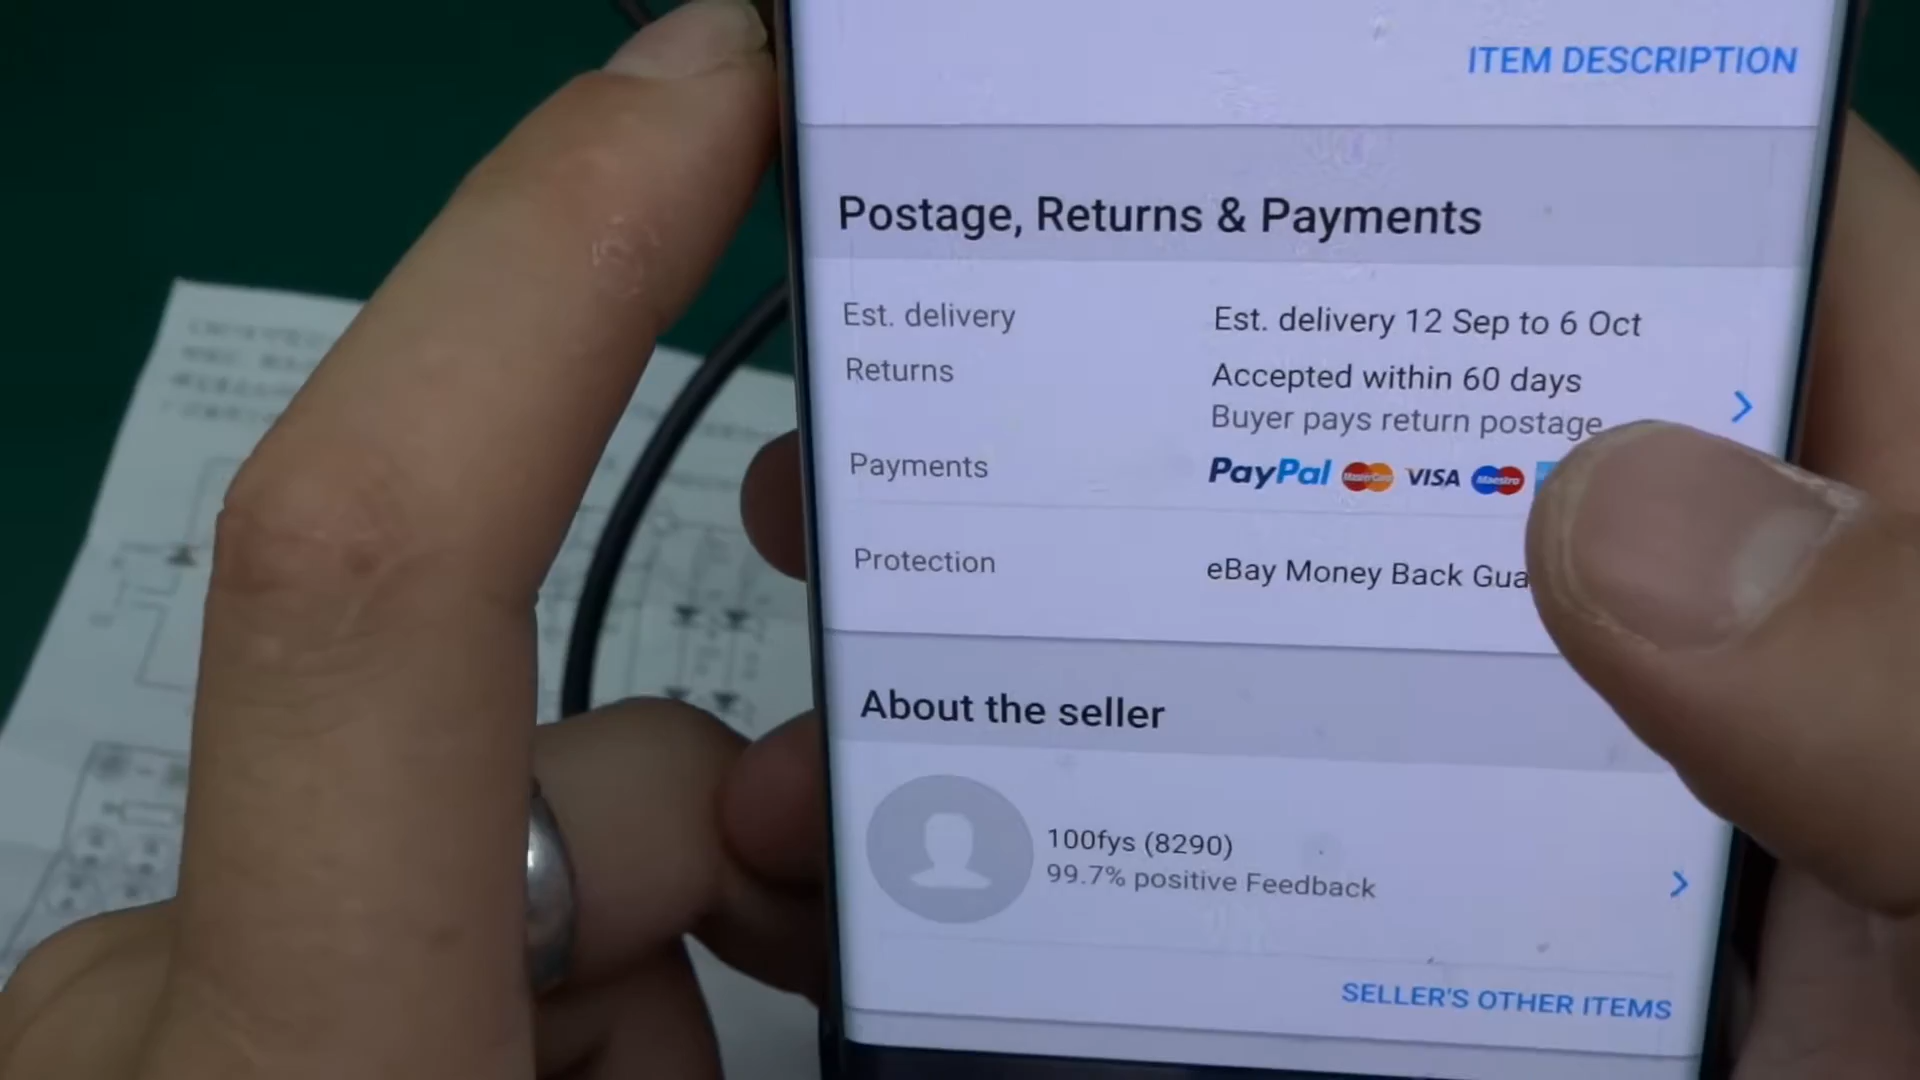 ITEM DESCRIPTION
Postage, Returns & Payments
Est. delivery
Est. delivery 12 Sep to 6 Oct
Returns
Accepted within 60 days
Buyer pays return postage
Payments
PayPal MasterCard VISA Maestro
Protection
eBay Money Back Gua
About the seller
100fys (8290)
99.7% positive Feedback
SELLER'S OTHER ITEMS